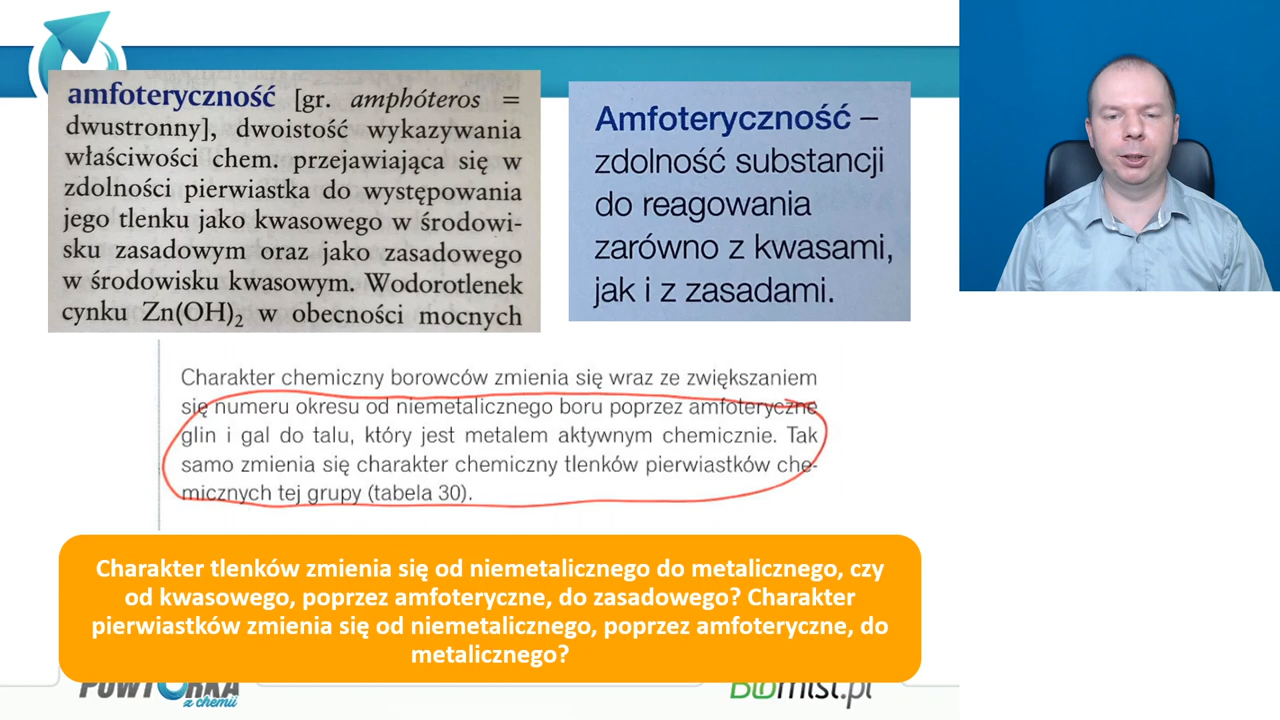 amfoteryczność [gr. amphóteros =
dwustronny], dwoistość wykazywania
właściwości chem. przejawiająca się w
zdolności pierwiastka do występowania
jego tlenku jako kwasowego w środowi-
sku zasadowym oraz jako zasadowego
w środowisku kwasowym. Wodorotlenek
cynku Zn(OH)₂ w obecności mocnych
Amfoteryczność –
zdolność substancji
do reagowania
zarówno z kwasami,
jak i z zasadami.
Charakter chemiczny borowców zmienia się wraz ze zwiększaniem
się numeru okresu od niemetalicznego boru poprzez amfoteryczne
glin i gal do talu, który jest metalem aktywnym chemicznie. Tak
samo zmienia się charakter chemiczny tlenków pierwiastków che-
micznych tej grupy (tabela 30).
Charakter tlenków zmienia się od niemetalicznego do metalicznego, czy
od kwasowego, poprzez amfoteryczne, do zasadowego? Charakter
pierwiastków zmienia się od niemetalicznego, poprzez amfoteryczne, do
metalicznego?
POWTÓRKA
z chemii
Biomist.pl